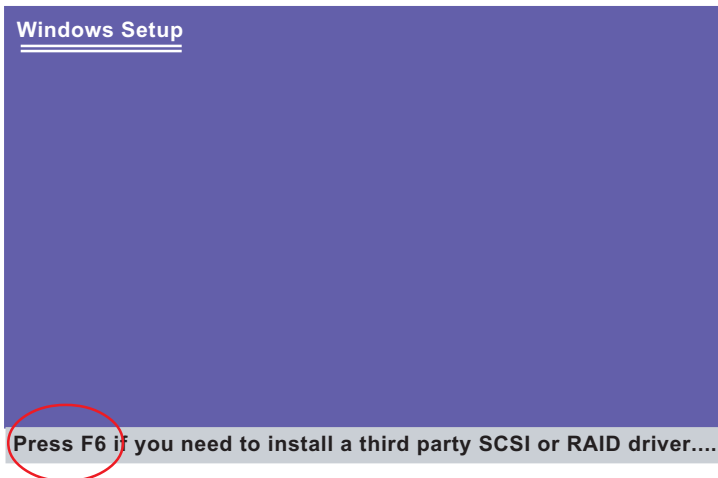 Windows Setup
Press F6 if you need to install a third party SCSI or RAID driver....